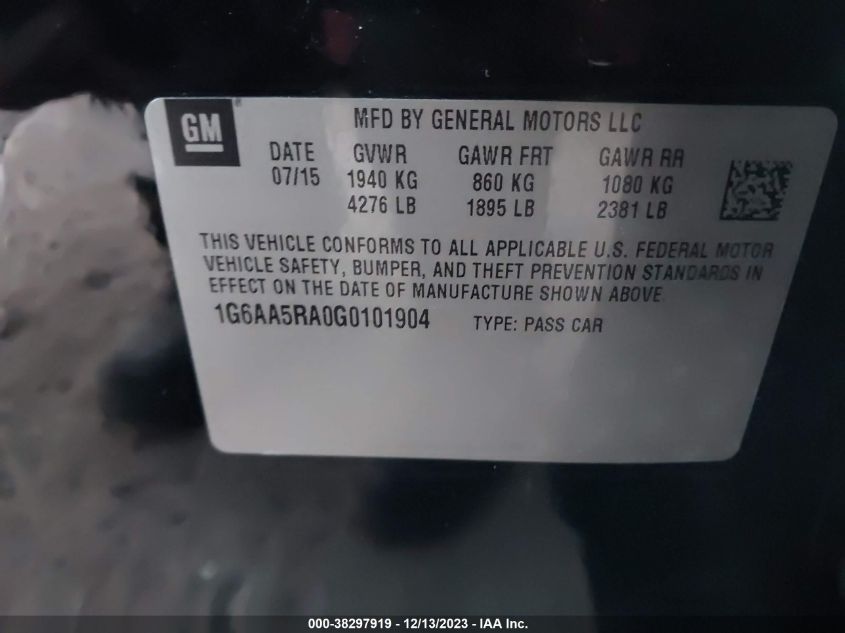 GM®
MFD BY GENERAL MOTORS LLC
DATE GVWR GAWR FRT GAWR RR
07/15 1940 KG 860 KG 1080 KG
4276 LB 1895 LB 2381 LB
THIS VEHICLE CONFORMS TO ALL APPLICABLE U.S. FEDERAL MOTOR
VEHICLE SAFETY, BUMPER, AND THEFT PREVENTION STANDARDS IN
EFFECT ON THE DATE OF MANUFACTURE SHOWN ABOVE.
1G6AA5RA0G0101904 TYPE: PASS CAR
000-38297919 - 12/13/2023 - IAA Inc.